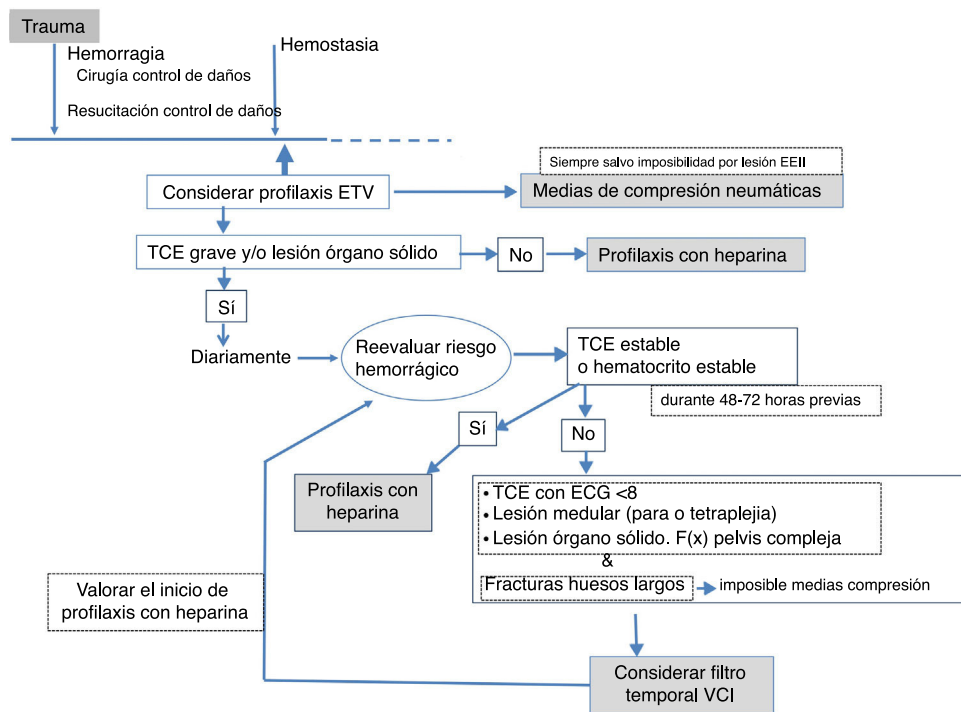 Trauma
Hemorragia
Hemostasia
Cirugía control de daños
Resucitación control de daños
Siempre salvo imposibilidad por lesión EEII
Considerar profilaxis ETV
Medias de compresión neumáticas
TCE grave y/o lesión órgano sólido
No
Profilaxis con heparina
Sí
Diariamente
Reevaluar riesgo
hemorrágico
TCE estable
o hematocrito estable
durante 48-72 horas previas
Sí
No
Profilaxis con
heparina
• TCE con ECG <8
• Lesión medular (para o tetraplejia)
• Lesión órgano sólido. F(x) pelvis compleja
&
Fracturas huesos largos
imposible medias compresión
Valorar el inicio de
profilaxis con heparina
Considerar filtro
temporal VCI